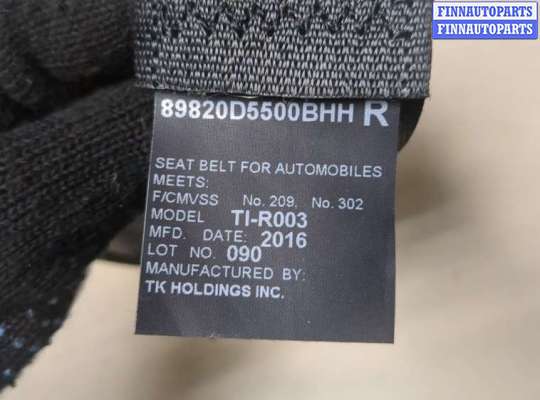 FINNAUTOPARTS
FINNAUTOPARTS
89820D5500BHH R
SEAT BELT FOR AUTOMOBILES
MEETS:
F/CMVSS No. 209, No. 302
MODEL TI-R003
MFD. DATE: 2016
LOT NO. 090
MANUFACTURED BY:
TK HOLDINGS INC.